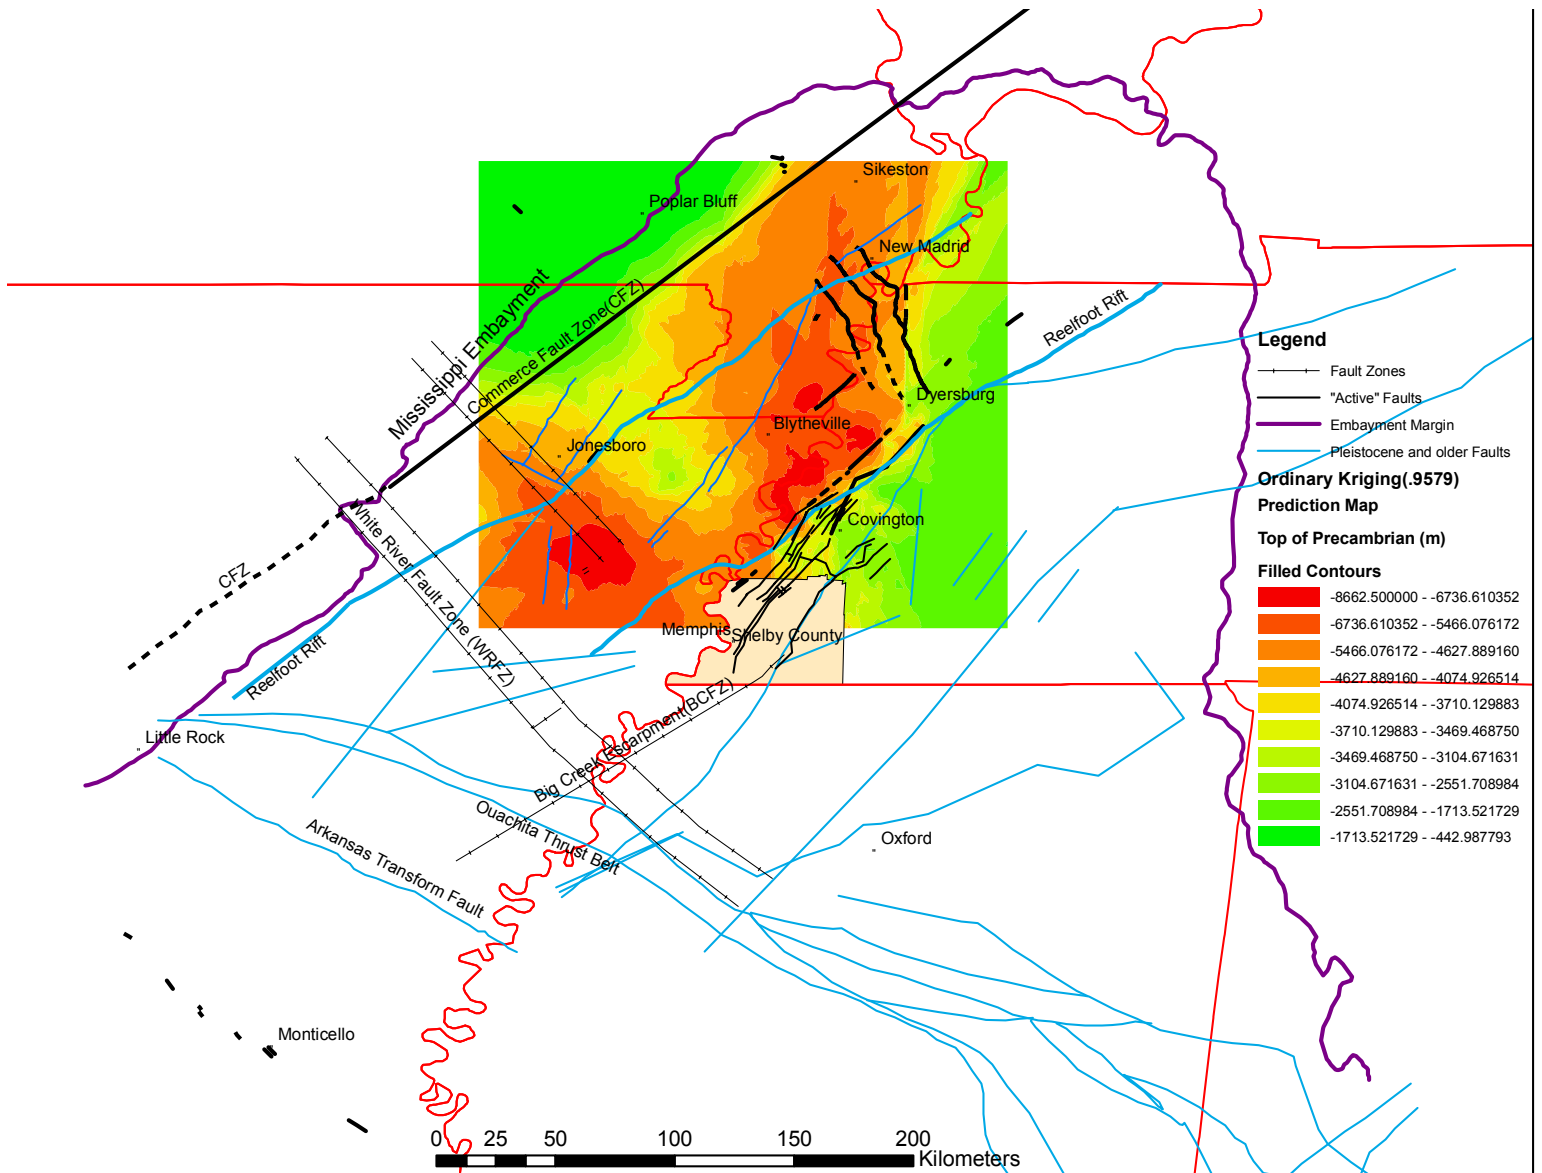 Sikeston
Poplar Bluff
New Madrid
Mississippi Embayment
Commerce Fault Zone(CFZ)
Reelfoot Rift
Dyersburg
Blytheville
Jonesboro
Covington
White River Fault Zone (WRFZ)
CFZ
Memphis
Shelby County
Reelfoot Rift
Little Rock
Big Creek Escarpment(BCFZ)
Ouachita Thrust Belt
Arkansas Transform Fault
Oxford
Monticello
Legend
Fault Zones
"Active" Faults
Embayment Margin
Pleistocene and older Faults
Ordinary Kriging(.9579)
Prediction Map
Top of Precambrian (m)
Filled Contours
-8662.500000 - -6736.610352
-6736.610352 - -5466.076172
-5466.076172 - -4627.889160
-4627.889160 - -4074.926514
-4074.926514 - -3710.129883
-3710.129883 - -3469.468750
-3469.468750 - -3104.671631
-3104.671631 - -2551.708984
-2551.708984 - -1713.521729
-1713.521729 - -442.987793
0 25 50 100 150 200
Kilometers